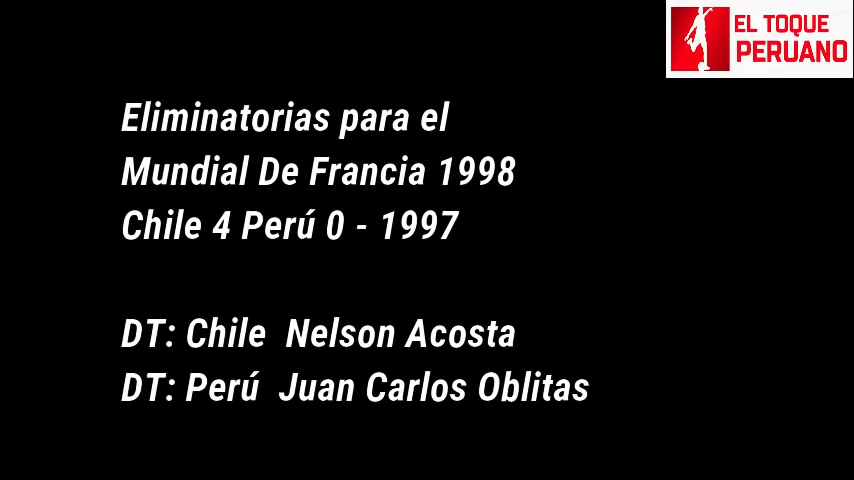 EL TOQUE
PERUANO
Eliminatorias para el
Mundial De Francia 1998
Chile 4 Perú 0 - 1997
DT: Chile Nelson Acosta
DT: Perú Juan Carlos Oblitas